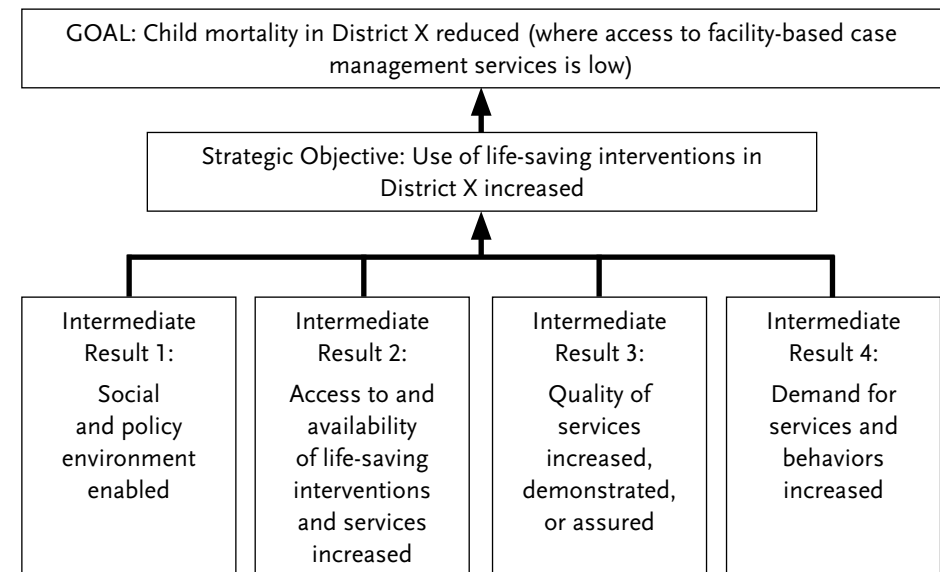 GOAL: Child mortality in District X reduced (where access to facility-based case
management services is low)
Strategic Objective: Use of life-saving interventions in
District X increased
Intermediate
Result 1:
Social
and policy
environment
enabled
Intermediate
Result 2:
Access to and
availability
of life-saving
interventions
and services
increased
Intermediate
Result 3:
Quality of
services
increased,
demonstrated,
or assured
Intermediate
Result 4:
Demand for
services and
behaviors
increased